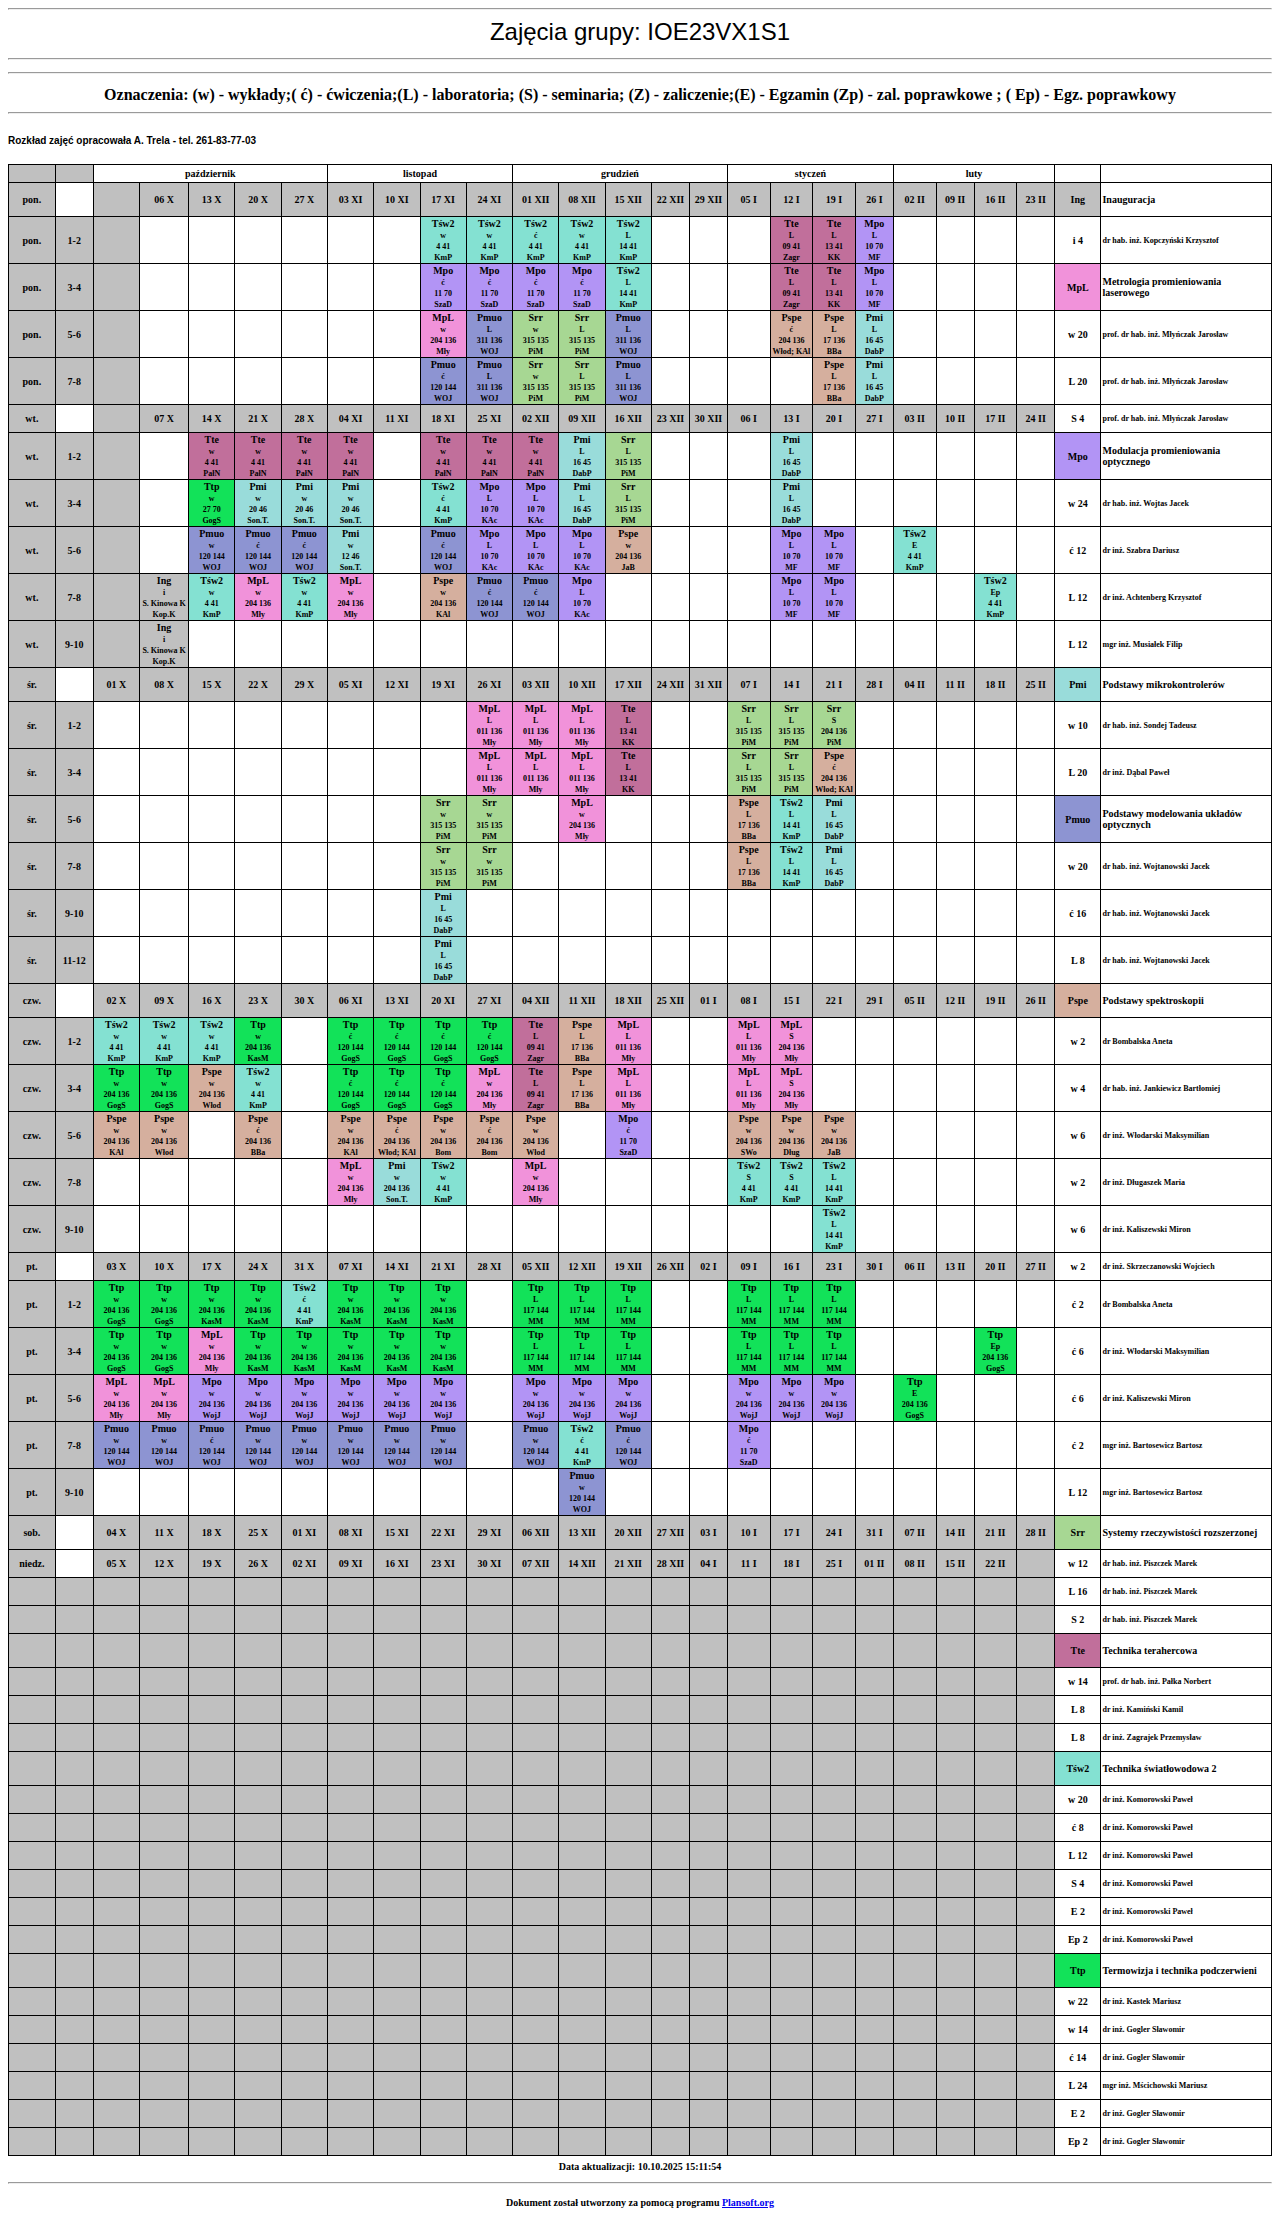 Zajęcia grupy: IOE23VX1S1
Oznaczenia: (w) - wykłady;( ć) - ćwiczenia;(L) - laboratoria; (S) - seminaria; (Z) - zaliczenie;(E) - Egzamin (Zp) - zal. poprawkowe ; ( Ep) - Egz. poprawkowy
Rozkład zajęć opracowała A. Trela - tel. 261-83-77-03
październik listopad grudzień styczeń luty
pon. 06 X 13 X 20 X 27 X 03 XI 10 XI 17 XI 24 XI 01 XII 08 XII 15 XII 22 XII 29 XII 05 I 12 I 19 I 26 I 02 II 09 II 16 II 23 II Ing Inauguracja
pon. 1-2 Tśw2 w 4 41 KmP Tśw2 w 4 41 KmP Tśw2 ć 4 41 KmP Tśw2 w 4 41 KmP Tśw2 L 14 41 KmP Tte L 09 41 Zagr Tte L 13 41 KK Mpo L 10 70 MF i 4 dr hab. inż. Kopczyński Krzysztof
pon. 3-4 Mpo ć 11 70 SzaD Mpo ć 11 70 SzaD Mpo ć 11 70 SzaD Mpo ć 11 70 SzaD Tśw2 L 14 41 KmP Tte L 09 41 Zagr Tte L 13 41 KK Mpo L 10 70 MF MpL Metrologia promieniowania laserowego
pon. 5-6 MpL w 204 136 Mły Pmuo L 311 136 WOJ Srr w 315 135 PiM Srr L 315 135 PiM Pmuo L 311 136 WOJ Pspe ć 204 136 Włod; KAl Pspe L 17 136 BBa Pmi L 16 45 DabP w 20 prof. dr hab. inż. Młyńczak Jarosław
pon. 7-8 Pmuo ć 120 144 WOJ Pmuo L 311 136 WOJ Srr w 315 135 PiM Srr L 315 135 PiM Pmuo L 311 136 WOJ Pspe L 17 136 BBa Pmi L 16 45 DabP L 20 prof. dr hab. inż. Młyńczak Jarosław
wt. 07 X 14 X 21 X 28 X 04 XI 11 XI 18 XI 25 XI 02 XII 09 XII 16 XII 23 XII 30 XII 06 I 13 I 20 I 27 I 03 II 10 II 17 II 24 II S 4 prof. dr hab. inż. Młyńczak Jarosław
wt. 1-2 Tte w 4 41 PalN Tte w 4 41 PalN Tte w 4 41 PalN Tte w 4 41 PalN Tte w 4 41 PalN Tte w 4 41 PalN Tte w 4 41 PalN Pmi L 16 45 DabP Srr L 315 135 PiM Pmi L 16 45 DabP Mpo Modulacja promieniowania optycznego
wt. 3-4 Ttp w 27 70 GogS Pmi w 20 46 Son.T. Pmi w 20 46 Son.T. Pmi w 20 46 Son.T. Tśw2 ć 4 41 KmP Mpo L 10 70 KAc Mpo L 10 70 KAc Pmi L 16 45 DabP Srr L 315 135 PiM Pmi L 16 45 DabP w 24 dr hab. inż. Wojtas Jacek
wt. 5-6 Pmuo w 120 144 WOJ Pmuo ć 120 144 WOJ Pmuo ć 120 144 WOJ Pmi w 12 46 Son.T. Pmuo ć 120 144 WOJ Mpo L 10 70 KAc Mpo L 10 70 KAc Mpo L 10 70 KAc Pspe w 204 136 JaB Mpo L 10 70 MF Mpo L 10 70 MF Tśw2 E 4 41 KmP ć 12 dr inż. Szabra Dariusz
wt. 7-8 Ing i S. Kinowa K Kop.K Tśw2 w 4 41 KmP MpL w 204 136 Mły Tśw2 w 4 41 KmP MpL w 204 136 Mły Pspe w 204 136 KAl Pmuo ć 120 144 WOJ Pmuo ć 120 144 WOJ Mpo L 10 70 KAc Mpo L 10 70 MF Mpo L 10 70 MF Tśw2 Ep 4 41 KmP L 12 dr inż. Achtenberg Krzysztof
wt. 9-10 Ing i S. Kinowa K Kop.K L 12 mgr inż. Musiałek Filip
śr. 01 X 08 X 15 X 22 X 29 X 05 XI 12 XI 19 XI 26 XI 03 XII 10 XII 17 XII 24 XII 31 XII 07 I 14 I 21 I 28 I 04 II 11 II 18 II 25 II Pmi Podstawy mikrokontrolerów
śr. 1-2 MpL L 011 136 Mły MpL L 011 136 Mły MpL L 011 136 Mły Tte L 13 41 KK Srr L 315 135 PiM Srr L 315 135 PiM Srr S 204 136 PiM w 10 dr hab. inż. Sondej Tadeusz
śr. 3-4 MpL L 011 136 Mły MpL L 011 136 Mły MpL L 011 136 Mły Tte L 13 41 KK Srr L 315 135 PiM Srr L 315 135 PiM Pspe ć 204 136 Włod; KAl L 20 dr inż. Dąbal Paweł
śr. 5-6 Srr w 315 135 PiM Srr w 315 135 PiM MpL w 204 136 Mły Pspe L 17 136 BBa Tśw2 L 14 41 KmP Pmi L 16 45 DabP Pmuo Podstawy modelowania układów optycznych
śr. 7-8 Srr w 315 135 PiM Srr w 315 135 PiM Pspe L 17 136 BBa Tśw2 L 14 41 KmP Pmi L 16 45 DabP w 20 dr hab. inż. Wojtanowski Jacek
śr. 9-10 Pmi L 16 45 DabP ć 16 dr hab. inż. Wojtanowski Jacek
śr. 11-12 Pmi L 16 45 DabP L 8 dr hab. inż. Wojtanowski Jacek
czw. 02 X 09 X 16 X 23 X 30 X 06 XI 13 XI 20 XI 27 XI 04 XII 11 XII 18 XII 25 XII 01 I 08 I 15 I 22 I 29 I 05 II 12 II 19 II 26 II Pspe Podstawy spektroskopii
czw. 1-2 Tśw2 w 4 41 KmP Tśw2 w 4 41 KmP Tśw2 w 4 41 KmP Ttp w 204 136 KasM Ttp ć 120 144 GogS Ttp ć 120 144 GogS Ttp ć 120 144 GogS Ttp ć 120 144 GogS Tte L 09 41 Zagr Pspe L 17 136 BBa MpL L 011 136 Mły MpL L 011 136 Mły MpL S 204 136 Mły w 2 dr Bombalska Aneta
czw. 3-4 Ttp w 204 136 GogS Ttp w 204 136 GogS Pspe w 204 136 Włod Tśw2 w 4 41 KmP Ttp ć 120 144 GogS Ttp ć 120 144 GogS Ttp ć 120 144 GogS MpL w 204 136 Mły Tte L 09 41 Zagr Pspe L 17 136 BBa MpL L 011 136 Mły MpL L 011 136 Mły MpL S 204 136 Mły w 4 dr hab. inż. Jankiewicz Bartłomiej
czw. 5-6 Pspe w 204 136 KAl Pspe w 204 136 Włod Pspe ć 204 136 BBa Pspe w 204 136 KAl Pspe ć 204 136 Włod; KAl Pspe w 204 136 Bom Pspe ć 204 136 Bom Pspe w 204 136 Włod Mpo ć 11 70 SzaD Pspe w 204 136 SWo Pspe w 204 136 Dlug Pspe w 204 136 JaB w 6 dr inż. Włodarski Maksymilian
czw. 7-8 MpL w 204 136 Mły Pmi w 204 136 Son.T. Tśw2 w 4 41 KmP MpL w 204 136 Mły Tśw2 S 4 41 KmP Tśw2 S 4 41 KmP Tśw2 L 14 41 KmP w 2 dr inż. Długaszek Maria
czw. 9-10 Tśw2 L 14 41 KmP w 6 dr inż. Kaliszewski Miron
pt. 03 X 10 X 17 X 24 X 31 X 07 XI 14 XI 21 XI 28 XI 05 XII 12 XII 19 XII 26 XII 02 I 09 I 16 I 23 I 30 I 06 II 13 II 20 II 27 II w 2 dr inż. Skrzeczanowski Wojciech
pt. 1-2 Ttp w 204 136 GogS Ttp w 204 136 GogS Ttp w 204 136 KasM Ttp w 204 136 KasM Tśw2 ć 4 41 KmP Ttp w 204 136 KasM Ttp w 204 136 KasM Ttp w 204 136 KasM Ttp L 117 144 MM Ttp L 117 144 MM Ttp L 117 144 MM Ttp L 117 144 MM Ttp L 117 144 MM Ttp L 117 144 MM ć 2 dr Bombalska Aneta
pt. 3-4 Ttp w 204 136 GogS Ttp w 204 136 GogS MpL w 204 136 Mły Ttp w 204 136 KasM Ttp w 204 136 KasM Ttp w 204 136 KasM Ttp w 204 136 KasM Ttp w 204 136 KasM Ttp L 117 144 MM Ttp L 117 144 MM Ttp L 117 144 MM Ttp L 117 144 MM Ttp L 117 144 MM Ttp L 117 144 MM Ttp Ep 204 136 GogS ć 6 dr inż. Włodarski Maksymilian
pt. 5-6 MpL w 204 136 Mły MpL w 204 136 Mły Mpo w 204 136 WojJ Mpo w 204 136 WojJ Mpo w 204 136 WojJ Mpo w 204 136 WojJ Mpo w 204 136 WojJ Mpo w 204 136 WojJ Mpo w 204 136 WojJ Mpo w 204 136 WojJ Mpo w 204 136 WojJ Mpo w 204 136 WojJ Mpo w 204 136 WojJ Mpo w 204 136 WojJ Ttp E 204 136 GogS ć 6 dr inż. Kaliszewski Miron
pt. 7-8 Pmuo w 120 144 WOJ Pmuo w 120 144 WOJ Pmuo ć 120 144 WOJ Pmuo w 120 144 WOJ Pmuo w 120 144 WOJ Pmuo w 120 144 WOJ Pmuo w 120 144 WOJ Pmuo w 120 144 WOJ Pmuo w 120 144 WOJ Tśw2 ć 4 41 KmP Pmuo ć 120 144 WOJ Mpo ć 11 70 SzaD ć 2 mgr inż. Bartosewicz Bartosz
pt. 9-10 Pmuo w 120 144 WOJ L 12 mgr inż. Bartosewicz Bartosz
sob. 04 X 11 X 18 X 25 X 01 XI 08 XI 15 XI 22 XI 29 XI 06 XII 13 XII 20 XII 27 XII 03 I 10 I 17 I 24 I 31 I 07 II 14 II 21 II 28 II Srr Systemy rzeczywistości rozszerzonej
niedz. 05 X 12 X 19 X 26 X 02 XI 09 XI 16 XI 23 XI 30 XI 07 XII 14 XII 21 XII 28 XII 04 I 11 I 18 I 25 I 01 II 08 II 15 II 22 II w 12 dr hab. inż. Piszczek Marek
L 16 dr hab. inż. Piszczek Marek
S 2 dr hab. inż. Piszczek Marek
Tte Technika terahercowa
w 14 prof. dr hab. inż. Pałka Norbert
L 8 dr inż. Kamiński Kamil
L 8 dr inż. Zagrajek Przemysław
Tśw2 Technika światłowodowa 2
w 20 dr inż. Komorowski Paweł
ć 8 dr inż. Komorowski Paweł
L 12 dr inż. Komorowski Paweł
S 4 dr inż. Komorowski Paweł
E 2 dr inż. Komorowski Paweł
Ep 2 dr inż. Komorowski Paweł
Ttp Termowizja i technika podczerwieni
w 22 dr inż. Kastek Mariusz
w 14 dr inż. Gogler Sławomir
ć 14 dr inż. Gogler Sławomir
L 24 mgr inż. Mścichowski Mariusz
E 2 dr inż. Gogler Sławomir
Ep 2 dr inż. Gogler Sławomir
Data aktualizacji: 10.10.2025 15:11:54
Dokument został utworzony za pomocą programu Plansoft.org